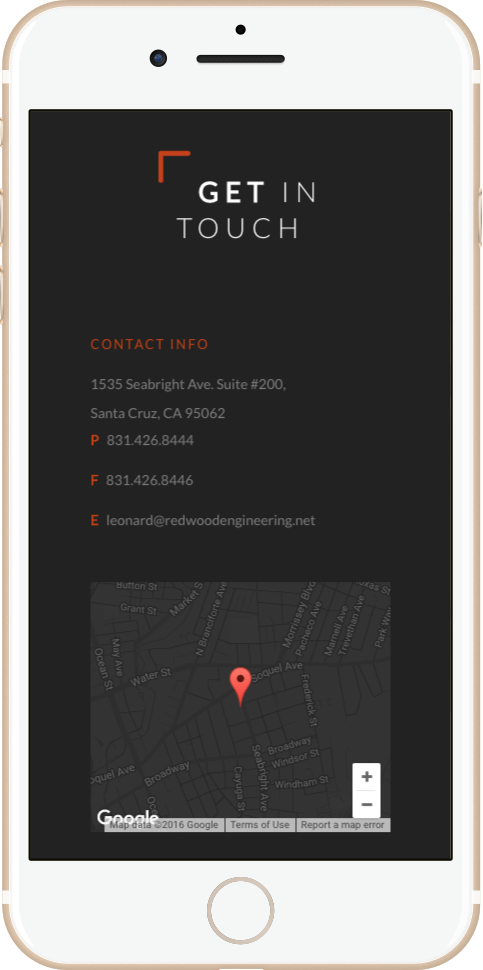 GET IN
TOUCH
CONTACT INFO
1535 Seabright Ave. Suite #200,
Santa Cruz, CA 95062
P 831.426.8444
F 831.426.8446
E leonard@redwoodengineering.net
Button St
Grant St
Market S
N Branciforte Ave
Morrissey Blv
Pacheco Ave
Marnell Ave
Trevethan Ave
Park Way
May Ave
Ocean St
Water St
Soquel Ave
Frederick St
Broadway
Windsor St
Seabright Ave
Cayuga St
Windham St
oquel Ave
Broadway
Oc
+
−
Google
Map data ©2016 Google
Terms of Use
Report a map error